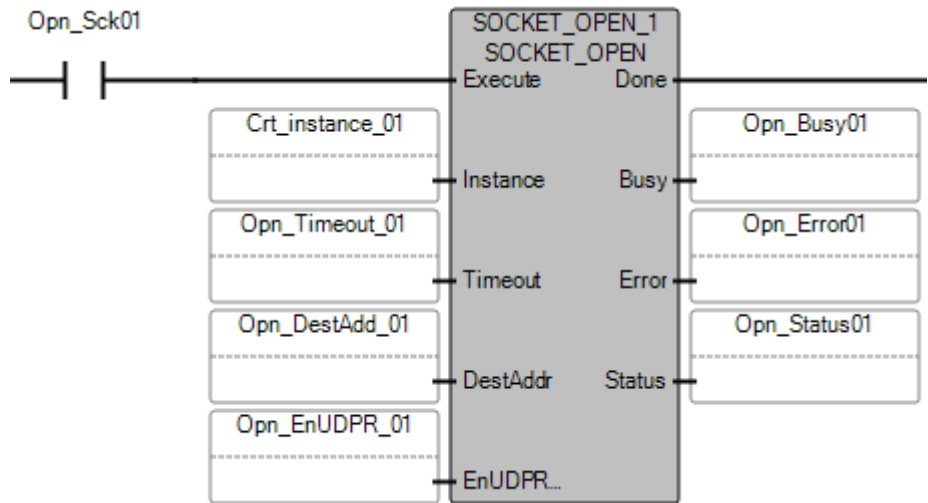 Opn_Sck01
SOCKET_OPEN_1
SOCKET_OPEN
Execute Done
Crt_instance_01
Opn_Busy01
Instance Busy
Opn_Timeout_01
Opn_Error01
Timeout Error
Opn_DestAdd_01
Opn_Status01
DestAddr Status
Opn_EnUDPR_01
EnUDPR...